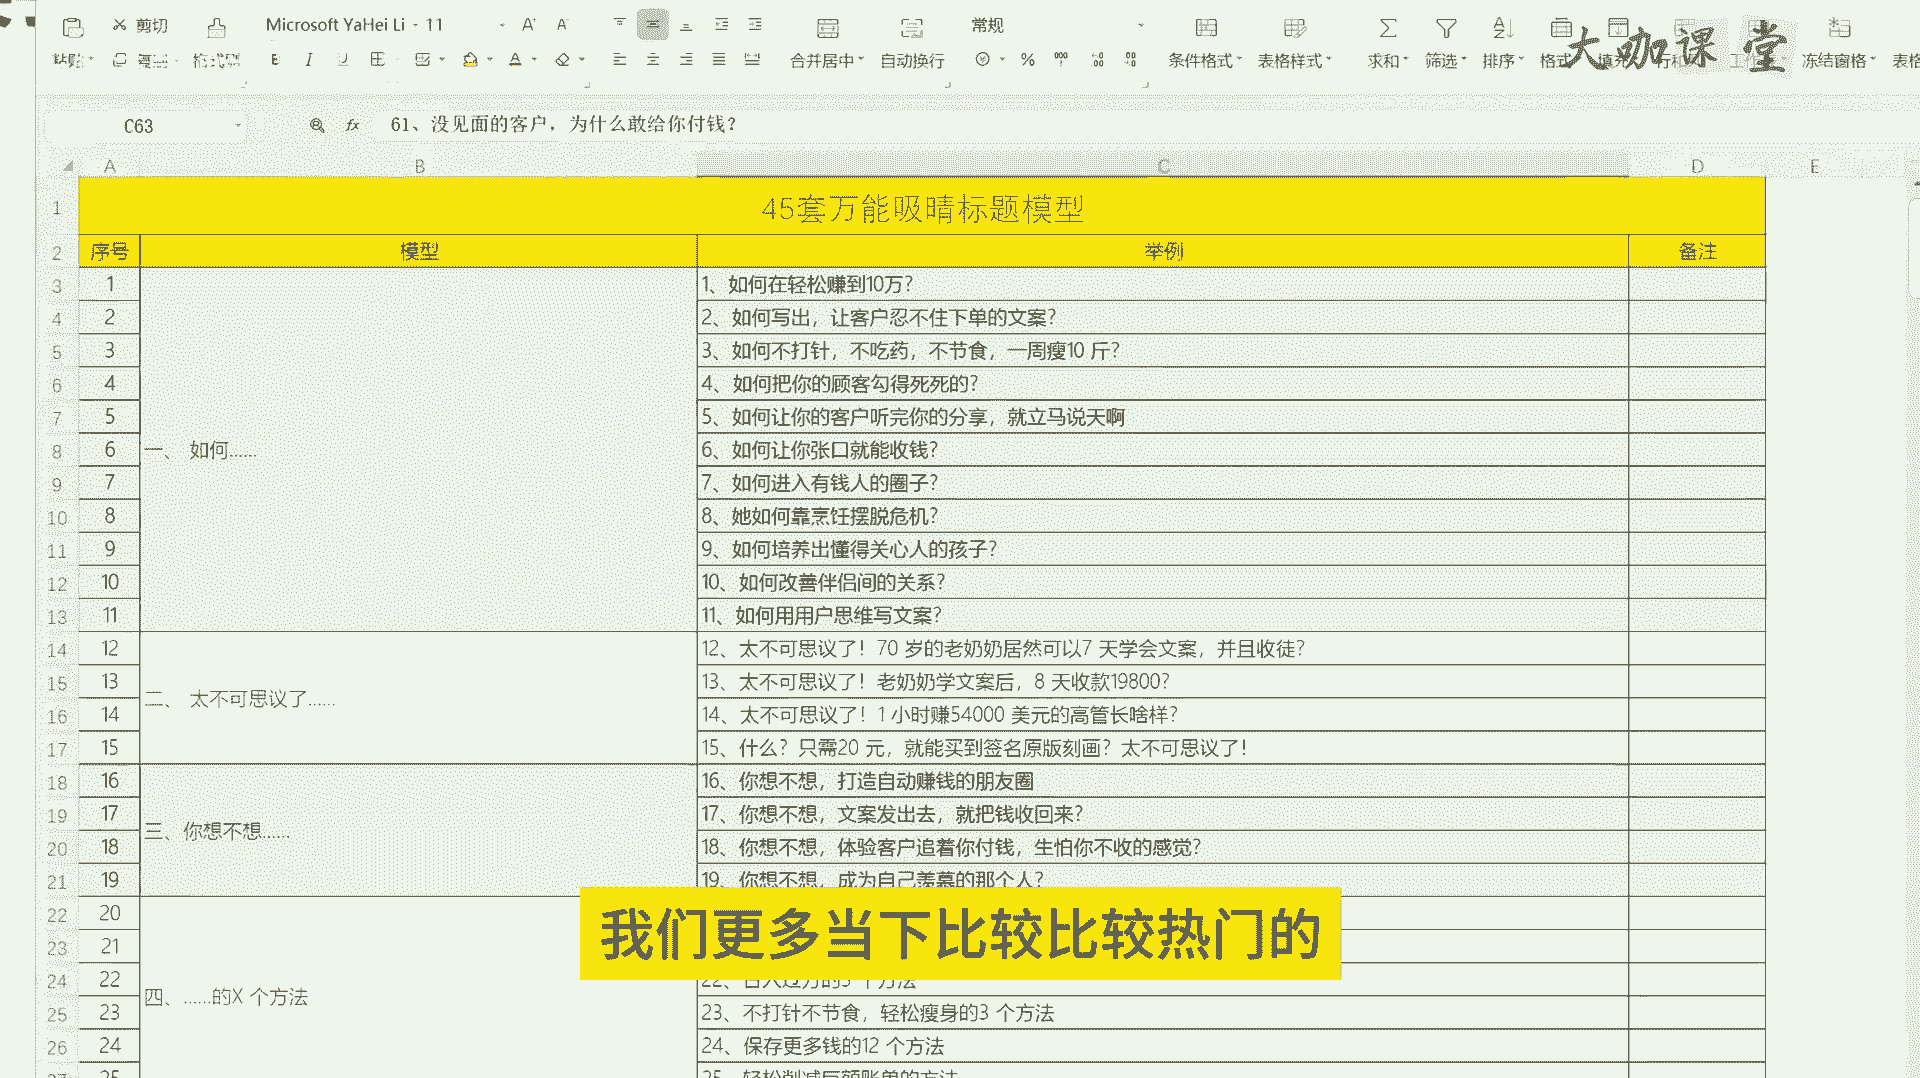 剪切 Microsoft YaHei Li 11 A A 常规
B I U A 合并居中 自动换行 % 000 条件格式 表格样式 求和 筛选 排序 冻结窗格
大咖课堂
C63 fx 61、没见面的客户，为什么敢给你付钱？
A B C D E
1 45套万能吸晴标题模型
2 序号 模型 举例 备注
3 1 1、如何在轻松赚到10万？
4 2 2、如何写出，让客户忍不住下单的文案？
5 3 3、如何不打针，不吃药，不节食，一周瘦10 斤？
6 4 4、如何把你的顾客勾得死死的？
7 5 5、如何让你的客户听完你的分享，就立马说天啊
8 6 一、 如何...... 6、如何让你张口就能收钱？
9 7 7、如何进入有钱人的圈子？
10 8 8、她如何靠烹饪摆脱危机？
11 9 9、如何培养出懂得关心人的孩子？
12 10 10、如何改善伴侣间的关系？
13 11 11、如何用用户思维写文案？
14 12 12、太不可思议了！70 岁的老奶奶居然可以7 天学会文案，并且收徒？
15 13 二、 太不可思议了...... 13、太不可思议了！老奶奶学文案后，8 天收款19800？
16 14 14、太不可思议了！1 小时赚54000 美元的高管长啥样？
17 15 15、什么？只需20 元，就能买到签名原版刻画？太不可思议了！
18 16 16、你想不想，打造自动赚钱的朋友圈
19 17 三、你想不想...... 17、你想不想，文案发出去，就把钱收回来？
20 18 18、你想不想，体验客户追着你付钱，生怕你不收的感觉？
21 19 19、你想不想，成为自己羡慕的那个人？
22 20
23 21
我们更多当下比较比较热门的
24 22 四、......的X 个方法
25 23 23、不打针不节食，轻松瘦身的3 个方法
26 24 24、保存更多钱的12 个方法